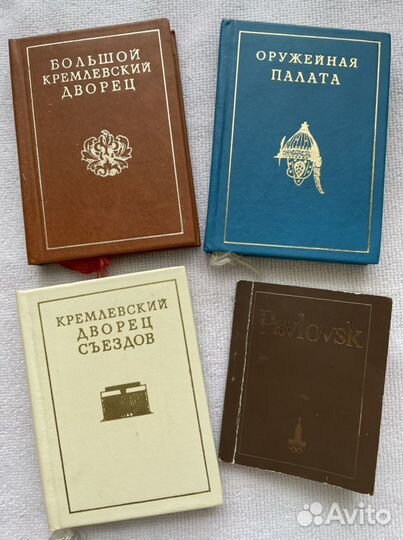 БОЛЬШОЙ
КРЕМЛЕВСКИЙ
ДВОРЕЦ
ОРУЖЕЙНАЯ
ПАЛАТА
КРЕМЛЕВСКИЙ
ДВОРЕЦ
СЪЕЗДОВ
Pavlovsk
Avito